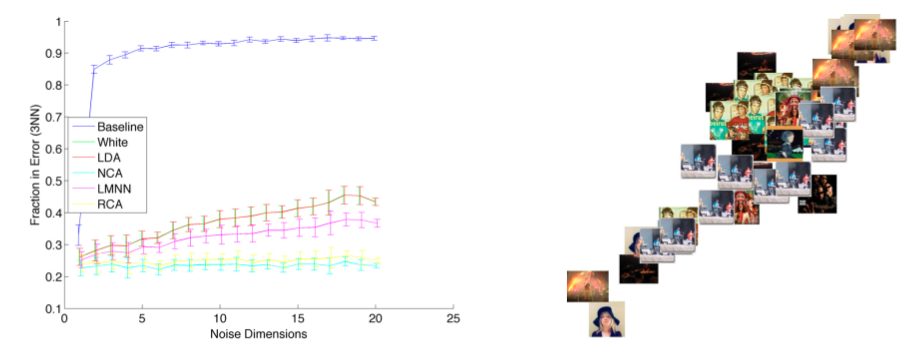 1
0.9
0.8
0.7
0.6
0.5
0.4
0.3
0.2
0.1
Fraction in Error (3NN)
Baseline
White
LDA
NCA
LMNN
RCA
0 5 10 15 20 25
Noise Dimensions